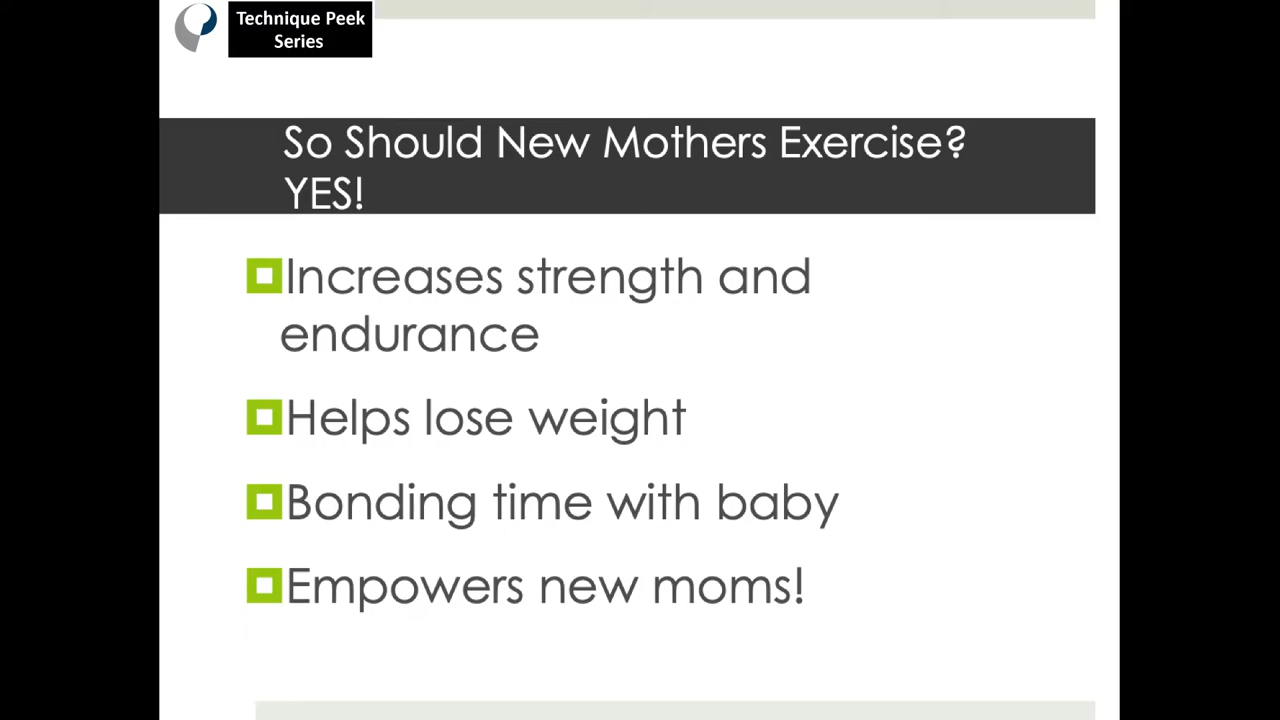 Technique Peek
Series
So Should New Mothers Exercise?
YES!
Increases strength and
endurance
Helps lose weight
Bonding time with baby
Empowers new moms!